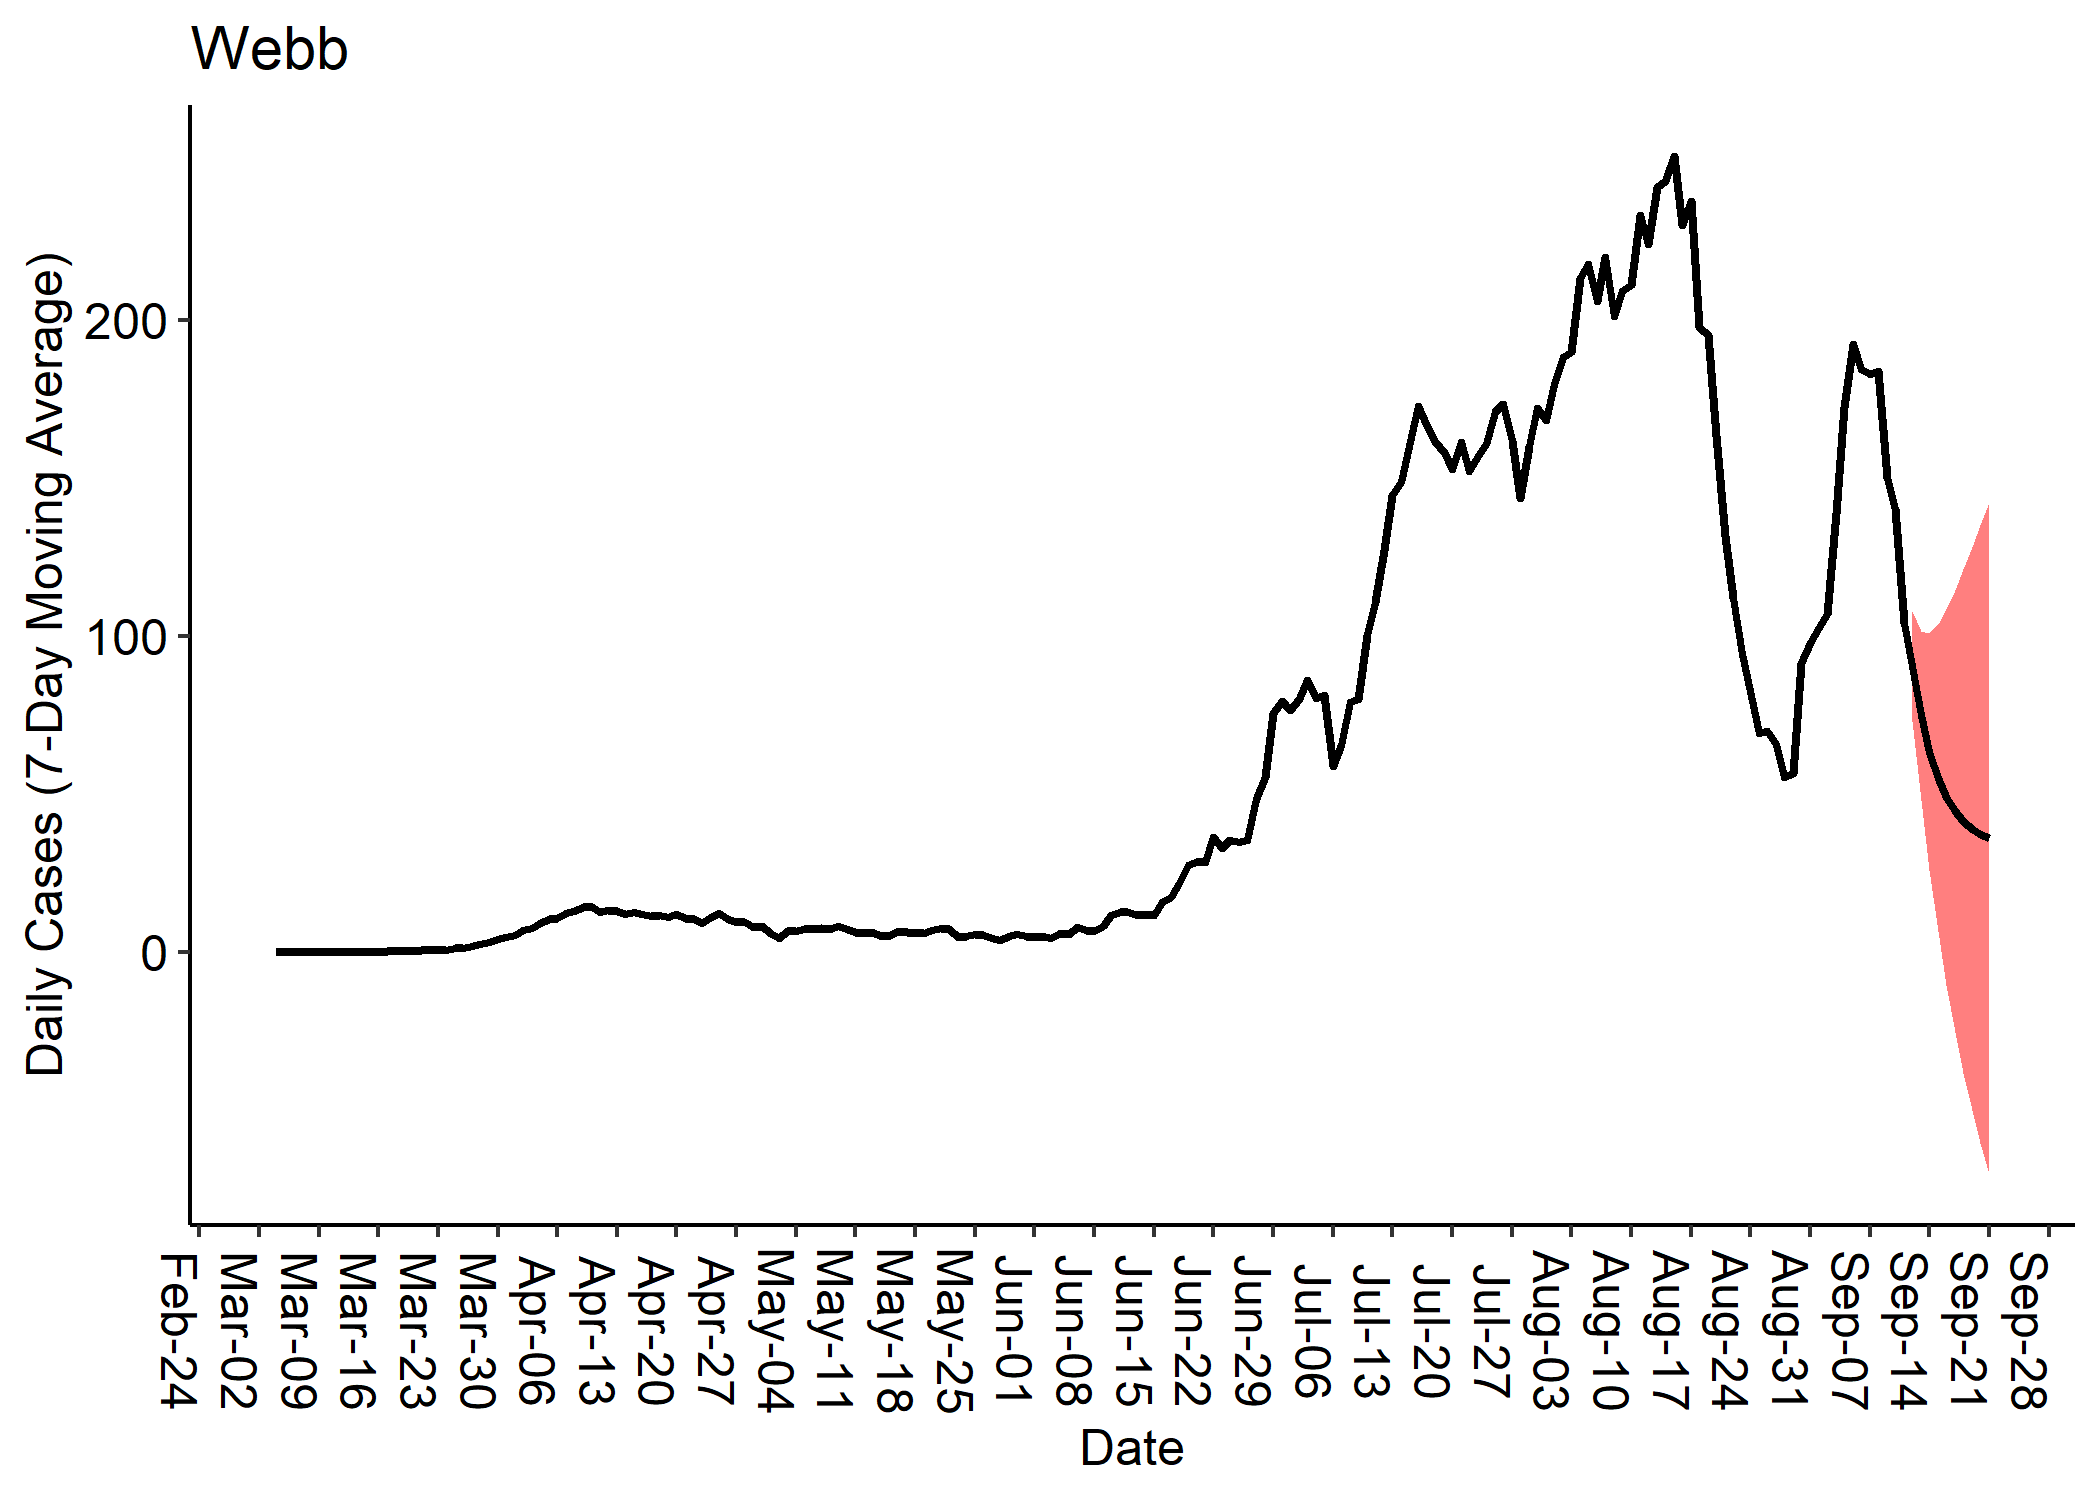 Webb
Daily Cases (7-Day Moving Average)
200
100
0
Feb-24
Mar-02
Mar-09
Mar-16
Mar-23
Mar-30
Apr-06
Apr-13
Apr-20
Apr-27
May-04
May-11
May-18
May-25
Jun-01
Jun-08
Jun-15
Jun-22
Jun-29
Jul-06
Jul-13
Jul-20
Jul-27
Aug-03
Aug-10
Aug-17
Aug-24
Aug-31
Sep-07
Sep-14
Sep-21
Sep-28
Date